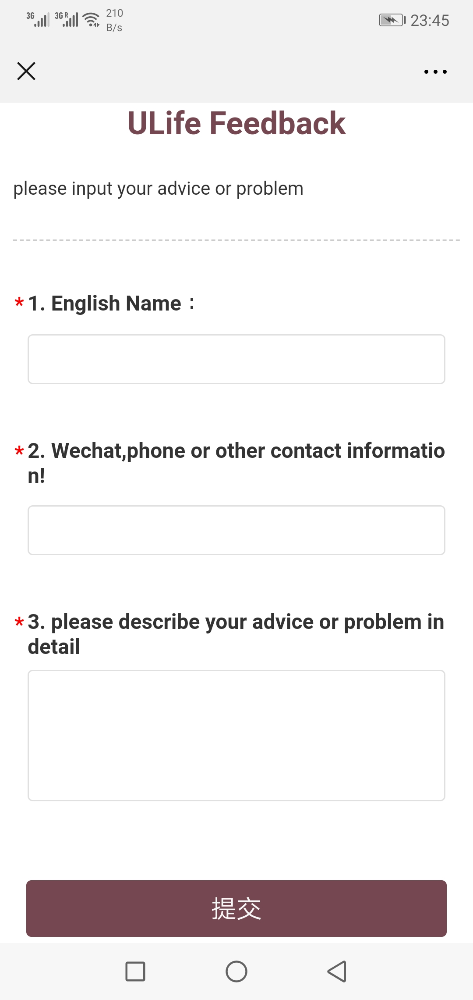 3G 3G R 210
B/s
23:45
ULife Feedback
please input your advice or problem
* 1. English Name：
* 2. Wechat,phone or other contact informatio
n!
* 3. please describe your advice or problem in
detail
提交